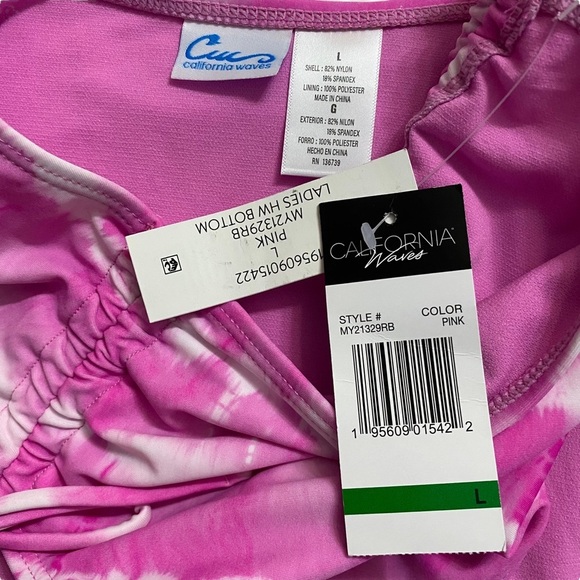 Cwcs
california waves
L
SHELL : 82% NYLON
18% SPANDEX
LINING : 100% POLYESTER
MADE IN CHINA
G
EXTERIOR : 82% NILON
18% SPANDEX
FORRO : 100% POLIESTER
HECHO EN CHINA
RN 136739
LADIES HW BOTTOM
MY21329RB
PINK
L
195609015422
CALIFORNIA
Waves
STYLE # COLOR
MY21329RB PINK
1 95609 01542 2
L